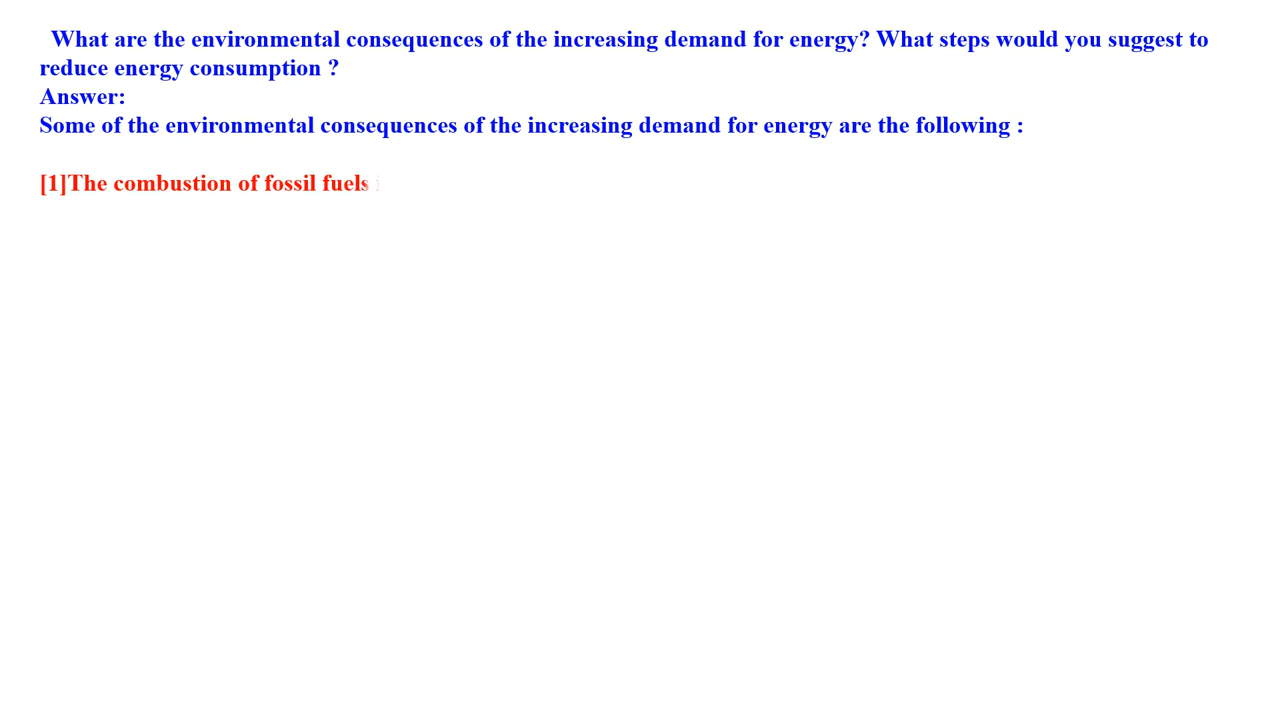 What are the environmental consequences of the increasing demand for energy? What steps would you suggest to
reduce energy consumption ?
Answer:
Some of the environmental consequences of the increasing demand for energy are the following :
[1]The combustion of fossil fuels